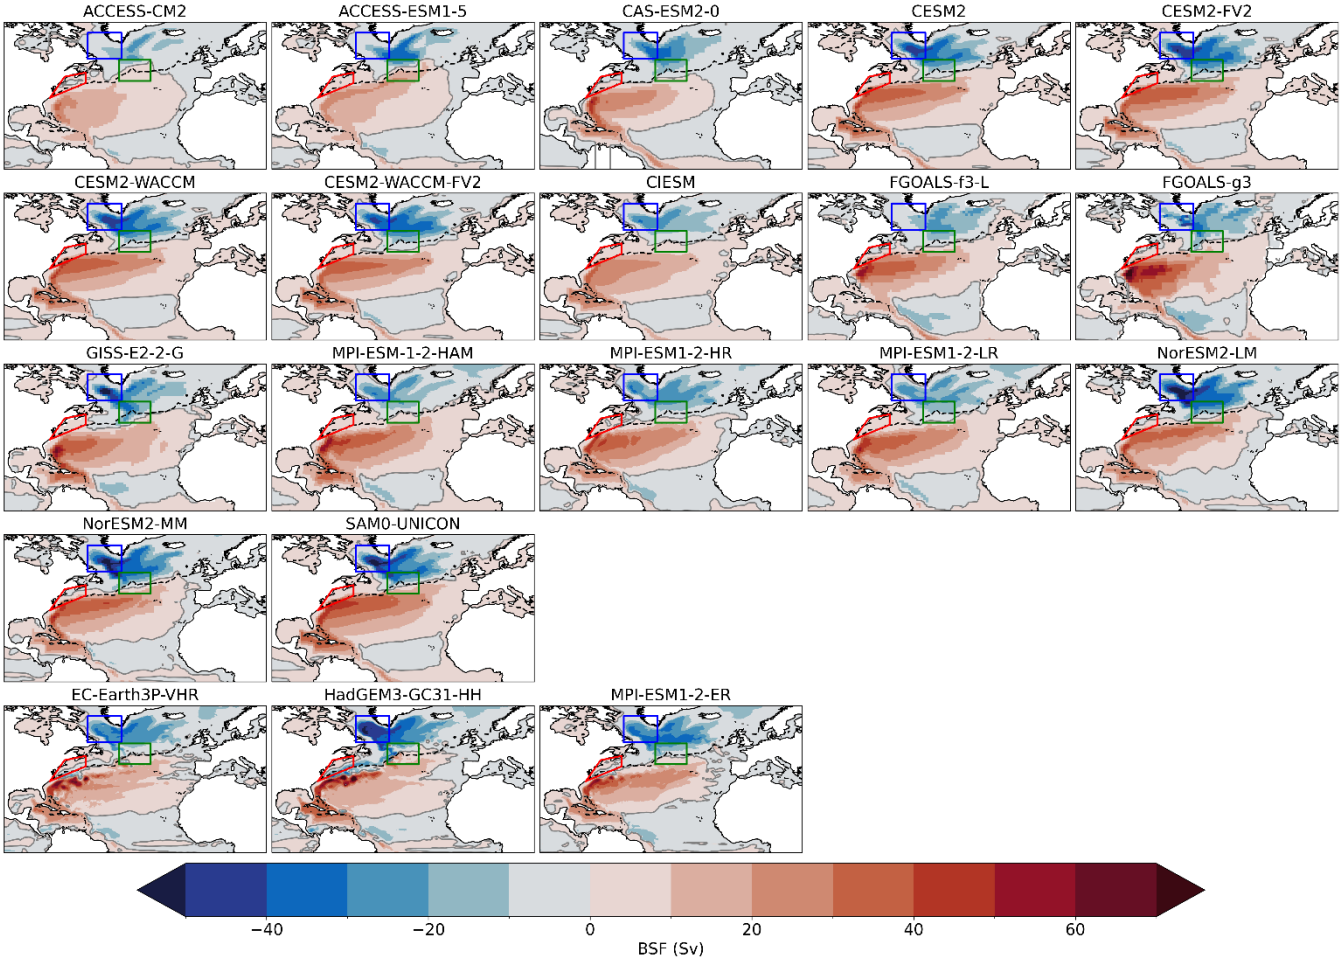 ACCESS-CM2 ACCESS-ESM1-5 CAS-ESM2-0 CESM2 CESM2-FV2
CESM2-WACCM CESM2-WACCM-FV2 CIESM FGOALS-f3-L FGOALS-g3
GISS-E2-2-G MPI-ESM-1-2-HAM MPI-ESM1-2-HR MPI-ESM1-2-LR NorESM2-LM
NorESM2-MM SAM0-UNICON
EC-Earth3P-VHR HadGEM3-GC31-HH MPI-ESM1-2-ER
−40 −20 0 20 40 60
BSF (Sv)